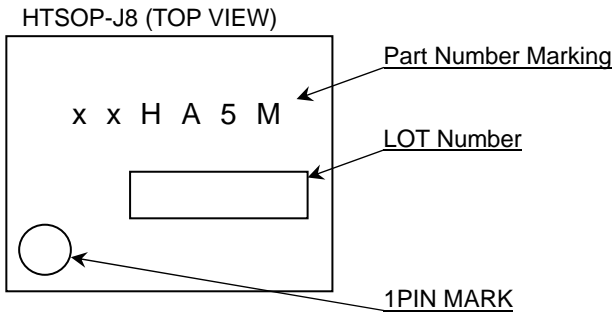 HTSOP-J8 (TOP VIEW)
Part Number Marking
x x H A 5 M
LOT Number
1PIN MARK